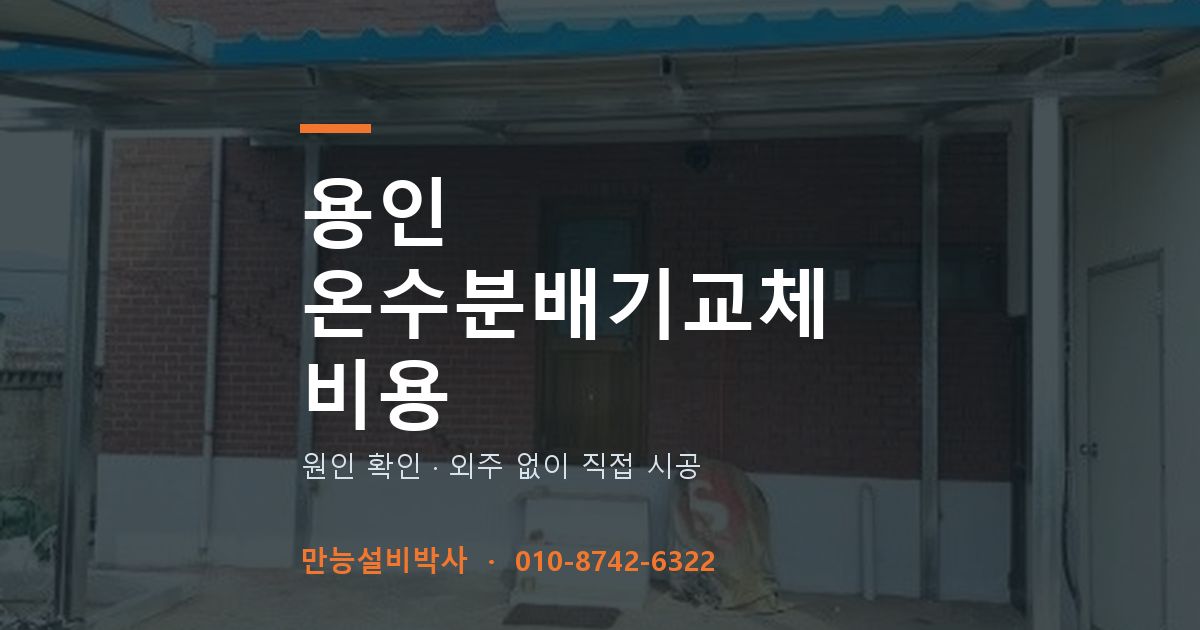 용인
온수분배기교체
비용
원인 확인 · 외주 없이 직접 시공
만능설비박사 · 010-8742-6322
S